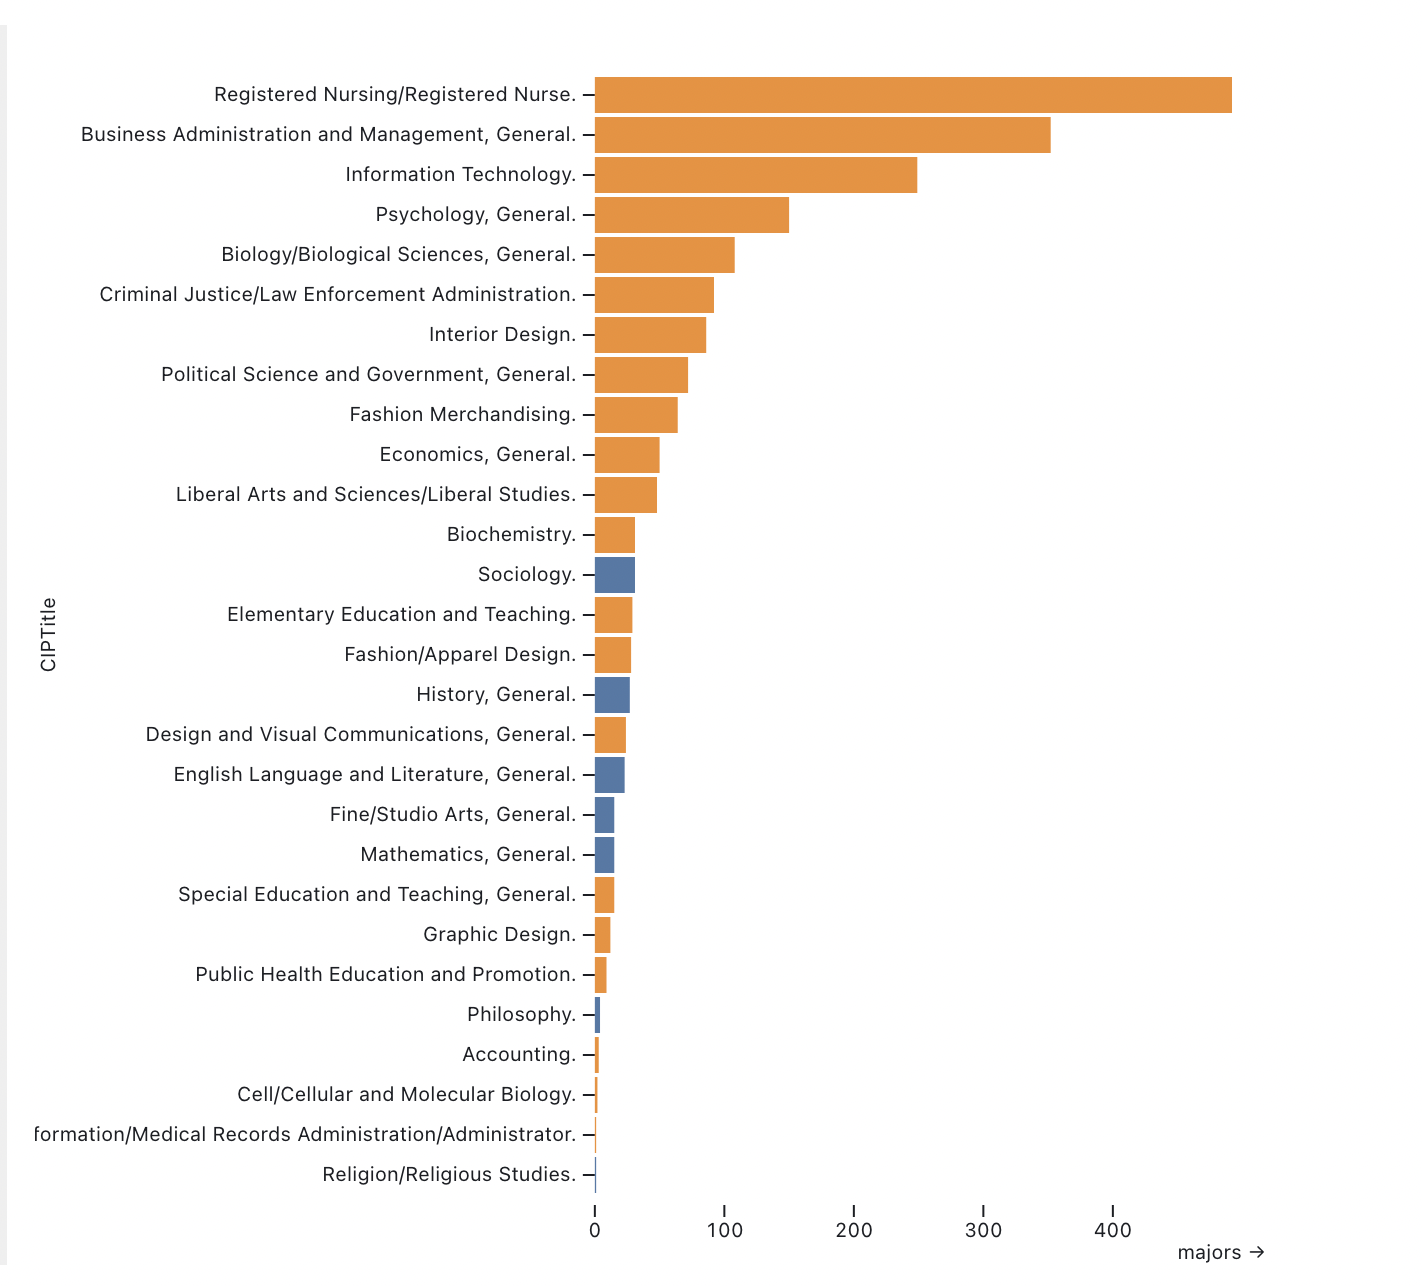 Registered Nursing/Registered Nurse.
Business Administration and Management, General.
Information Technology.
Psychology, General.
Biology/Biological Sciences, General.
Criminal Justice/Law Enforcement Administration.
Interior Design.
Political Science and Government, General.
Fashion Merchandising.
Economics, General.
Liberal Arts and Sciences/Liberal Studies.
Biochemistry.
Sociology.
Elementary Education and Teaching.
Fashion/Apparel Design.
History, General.
Design and Visual Communications, General.
English Language and Literature, General.
Fine/Studio Arts, General.
Mathematics, General.
Special Education and Teaching, General.
Graphic Design.
Public Health Education and Promotion.
Philosophy.
Accounting.
Cell/Cellular and Molecular Biology.
formation/Medical Records Administration/Administrator.
Religion/Religious Studies.
CIPTitle
0 100 200 300 400
majors →